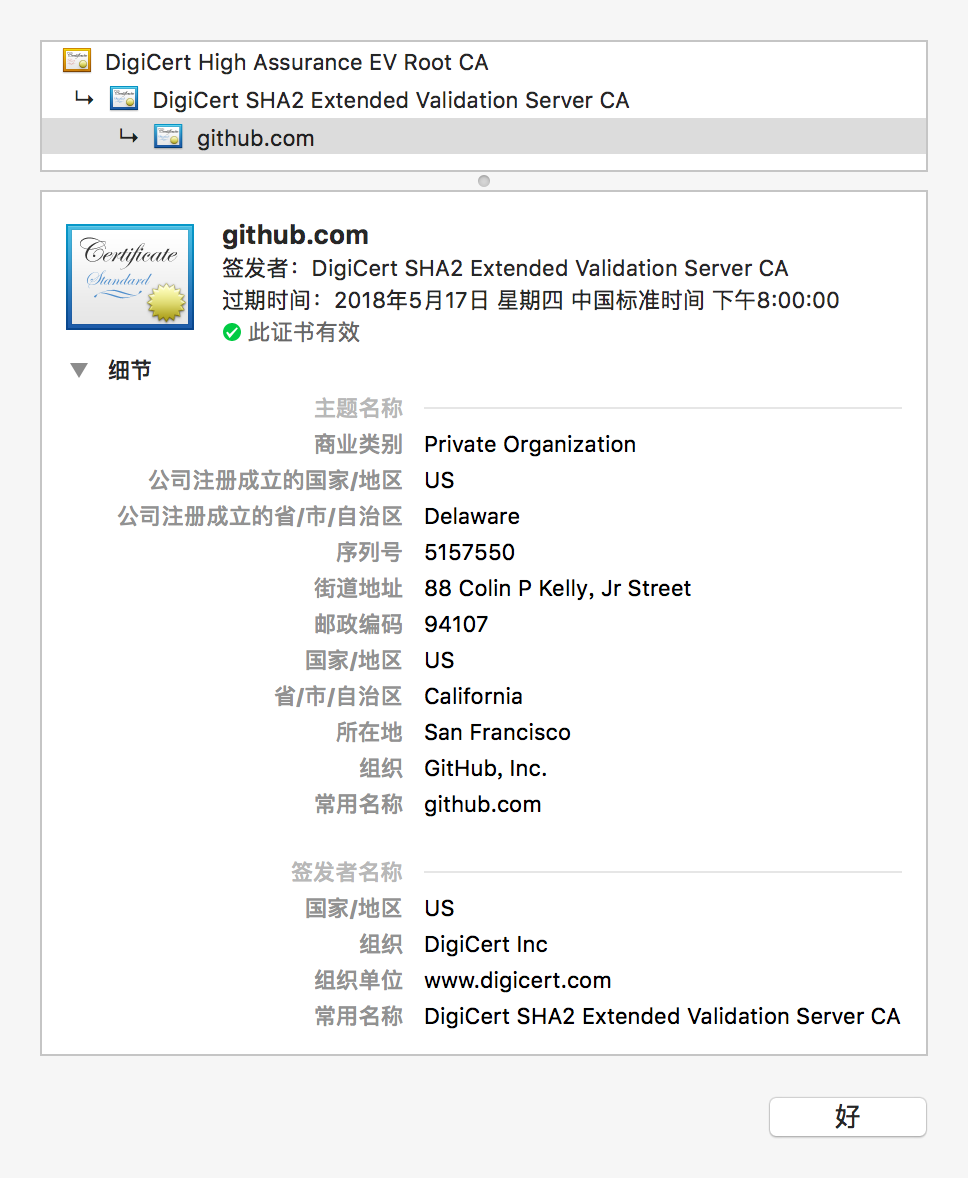 DigiCert High Assurance EV Root CA
DigiCert SHA2 Extended Validation Server CA
github.com
Certificate
Standard
github.com
签发者：DigiCert SHA2 Extended Validation Server CA
过期时间：2018年5月17日 星期四 中国标准时间 下午8:00:00
此证书有效
细节
主题名称
商业类别 Private Organization
公司注册成立的国家/地区 US
公司注册成立的省/市/自治区 Delaware
序列号 5157550
街道地址 88 Colin P Kelly, Jr Street
邮政编码 94107
国家/地区 US
省/市/自治区 California
所在地 San Francisco
组织 GitHub, Inc.
常用名称 github.com
签发者名称
国家/地区 US
组织 DigiCert Inc
组织单位 www.digicert.com
常用名称 DigiCert SHA2 Extended Validation Server CA
好